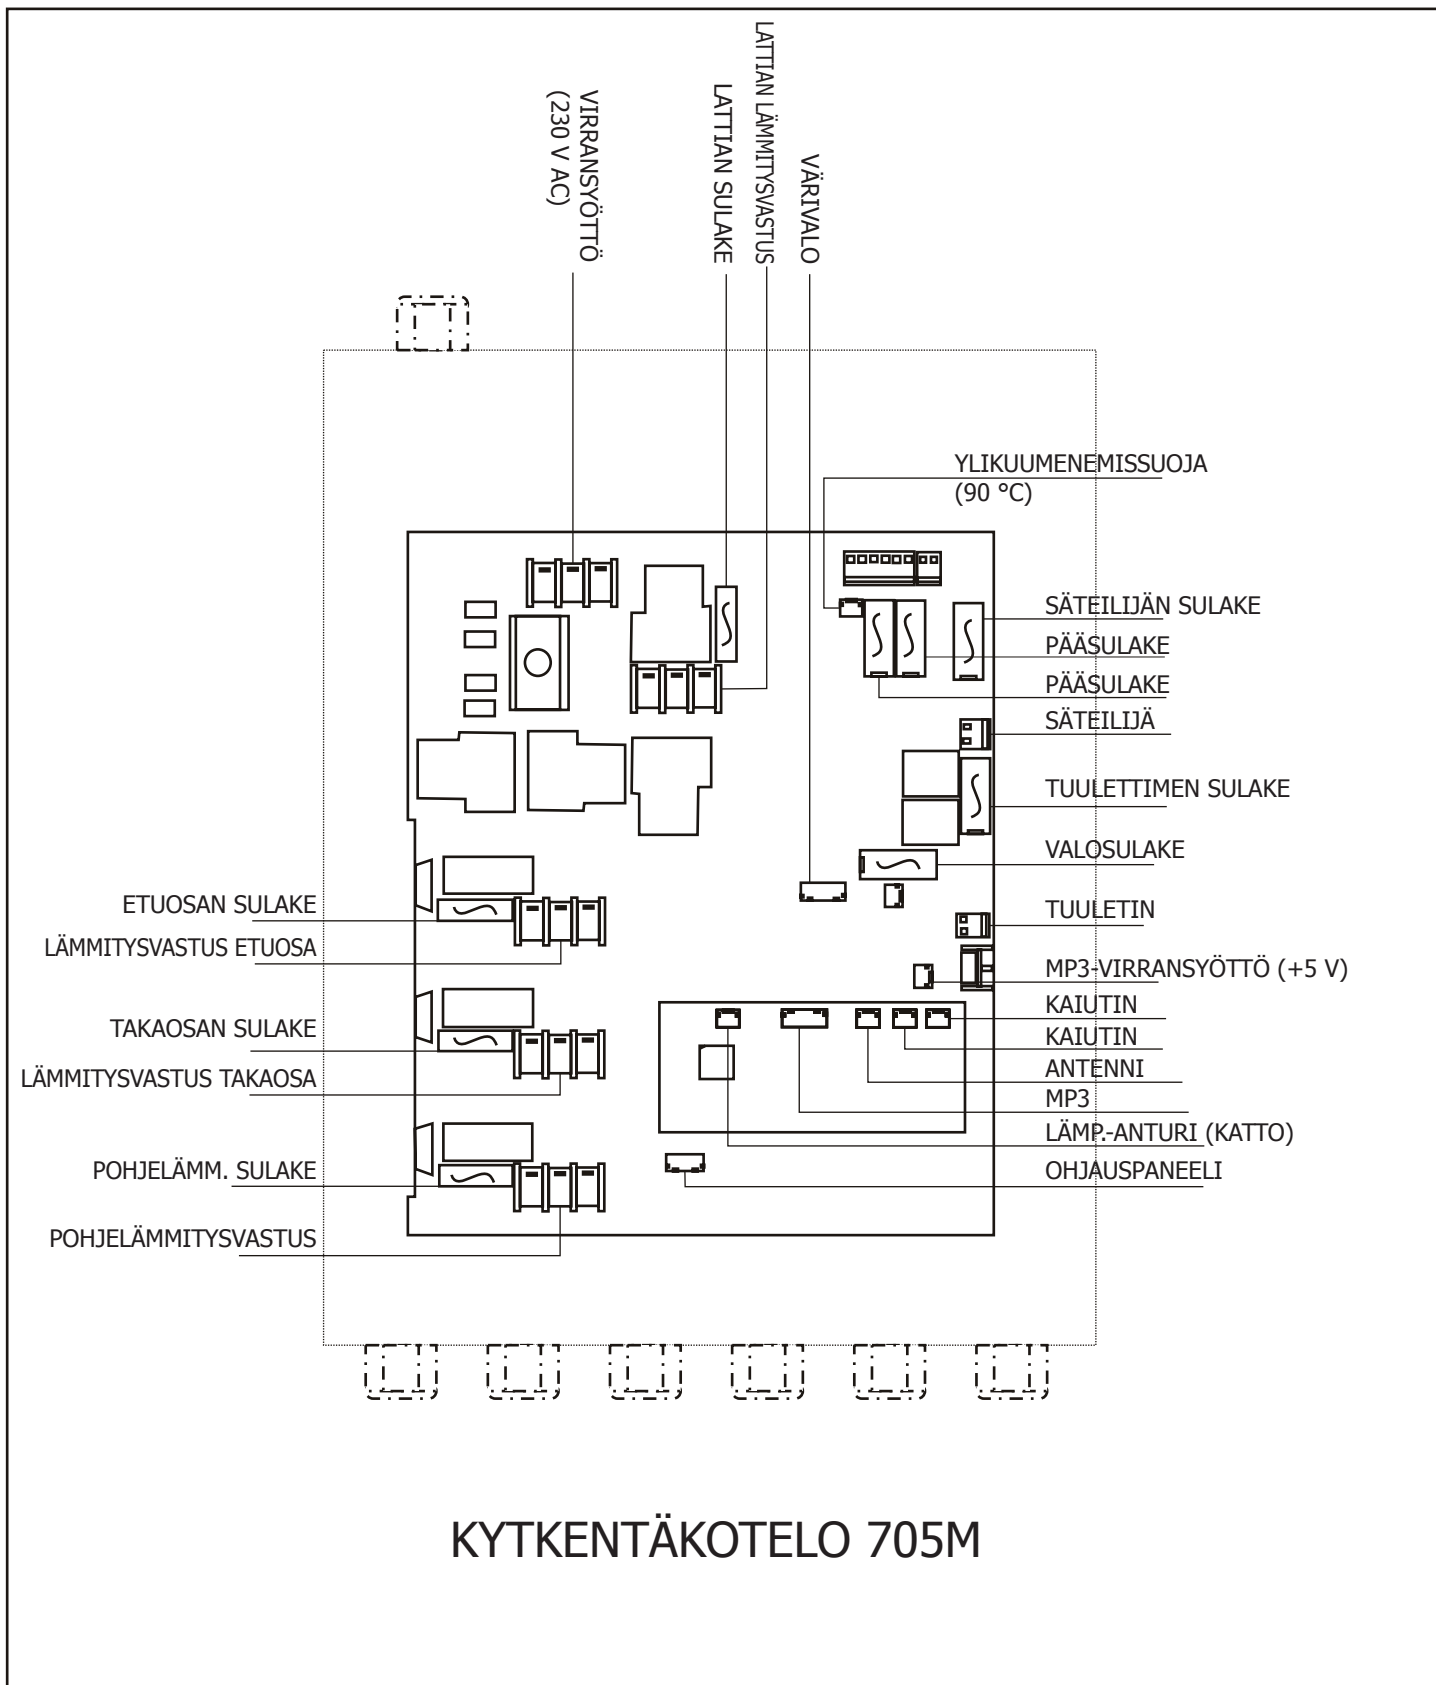 VIRRANSYÖTTÖ
(230 V AC)
LATTIAN SULAKE
LATTIAN LÄMMITYSVASTUS
VÄRIVALO
YLIKUUMENEMISSUOJA
(90 °C)
SÄTEILIJÄN SULAKE
PÄÄSULAKE
PÄÄSULAKE
SÄTEILIJÄ
TUULETTIMEN SULAKE
VALOSULAKE
TUULETIN
MP3-VIRRANSYÖTTÖ (+5 V)
KAIUTIN
KAIUTIN
ANTENNI
MP3
LÄMP.-ANTURI (KATTO)
OHJAUSPANEELI
ETUOSAN SULAKE
LÄMMITYSVASTUS ETUOSA
TAKAOSAN SULAKE
LÄMMITYSVASTUS TAKAOSA
POHJELÄMM. SULAKE
POHJELÄMMITYSVASTUS
KYTKENTÄKOTELO 705M